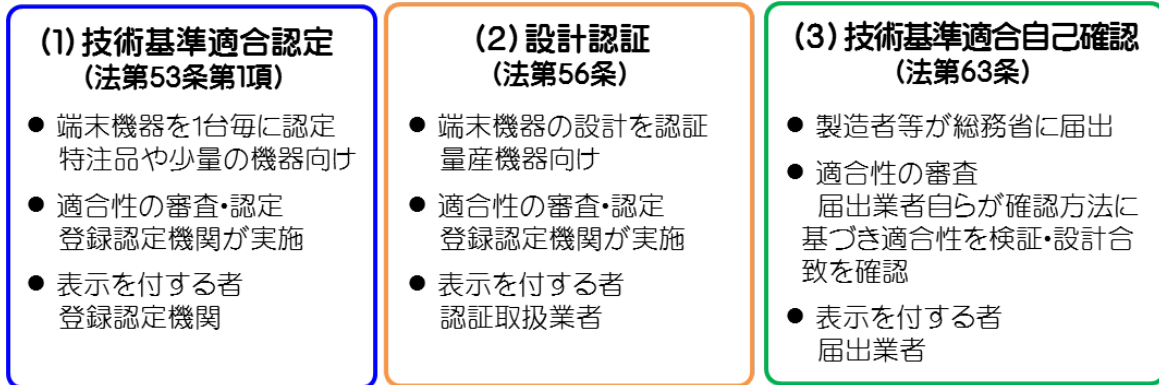 (1)技術基準適合認定
(法第53条第1項)
● 端末機器を1台毎に認定
特注品や少量の機器向け
● 適合性の審査・認定
登録認定機関が実施
● 表示を付する者
登録認定機関
(2)設計認証
(法第56条)
● 端末機器の設計を認証
量産機器向け
● 適合性の審査・認定
登録認定機関が実施
● 表示を付する者
認証取扱業者
(3)技術基準適合自己確認
(法第63条)
● 製造者等が総務省に届出
● 適合性の審査
届出業者自らが確認方法に
基づき適合性を検証・設計合
致を確認
● 表示を付する者
届出業者